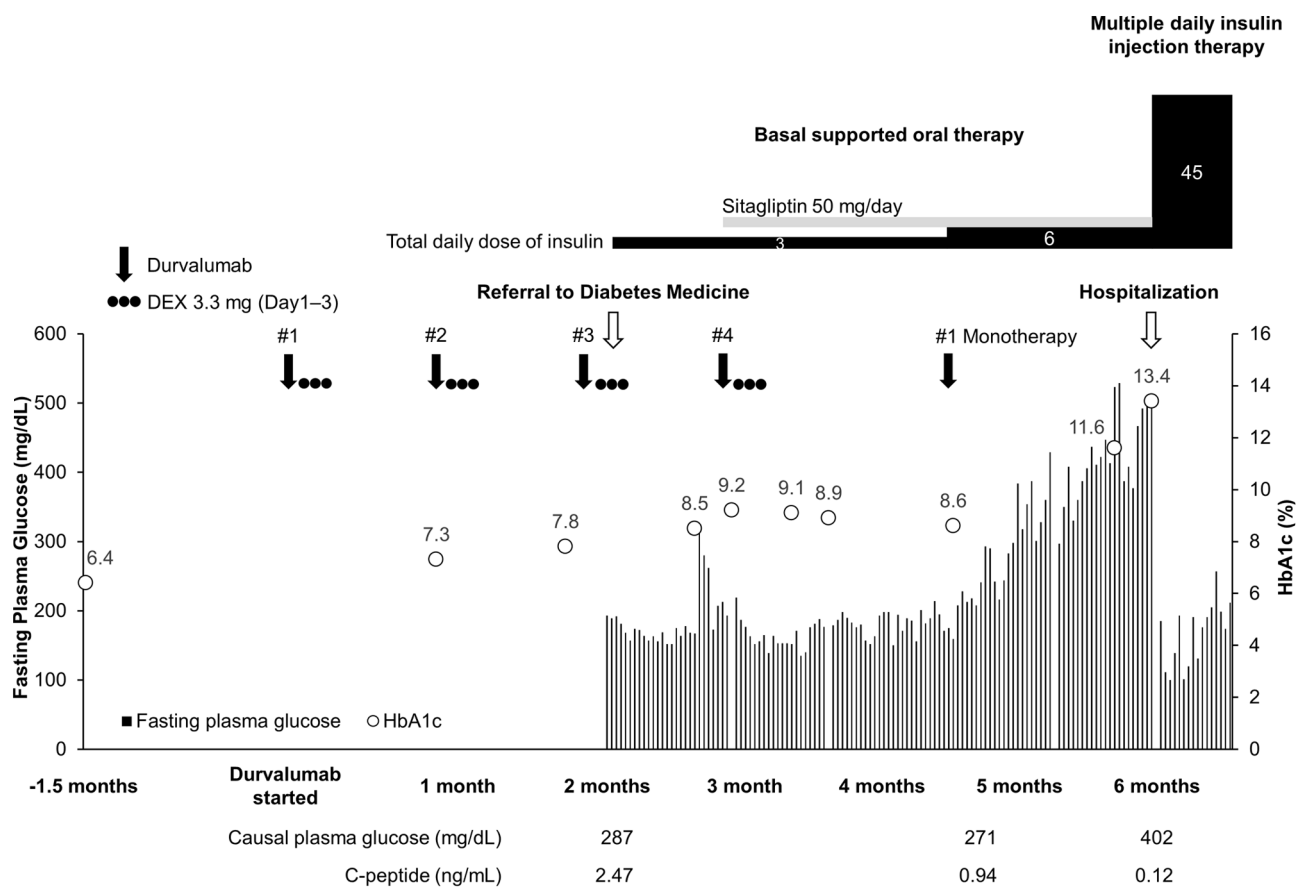 Multiple daily insulin
injection therapy
Basal supported oral therapy
45
Sitagliptin 50 mg/day
Total daily dose of insulin
3
6
Durvalumab
DEX 3.3 mg (Day1–3)
Referral to Diabetes Medicine
Hospitalization
#1
#2
#3
#4
#1 Monotherapy
600
500
400
300
200
100
0
Fasting Plasma Glucose (mg/dL)
16
14
12
10
8
6
4
2
0
HbA1c (%)
6.4
7.3
7.8
8.5
9.2
9.1
8.9
8.6
11.6
13.4
Fasting plasma glucose
HbA1c
-1.5 months
Durvalumab
started
1 month
2 months
3 month
4 months
5 months
6 months
Causal plasma glucose (mg/dL) 287 271 402
C-peptide (ng/mL) 2.47 0.94 0.12